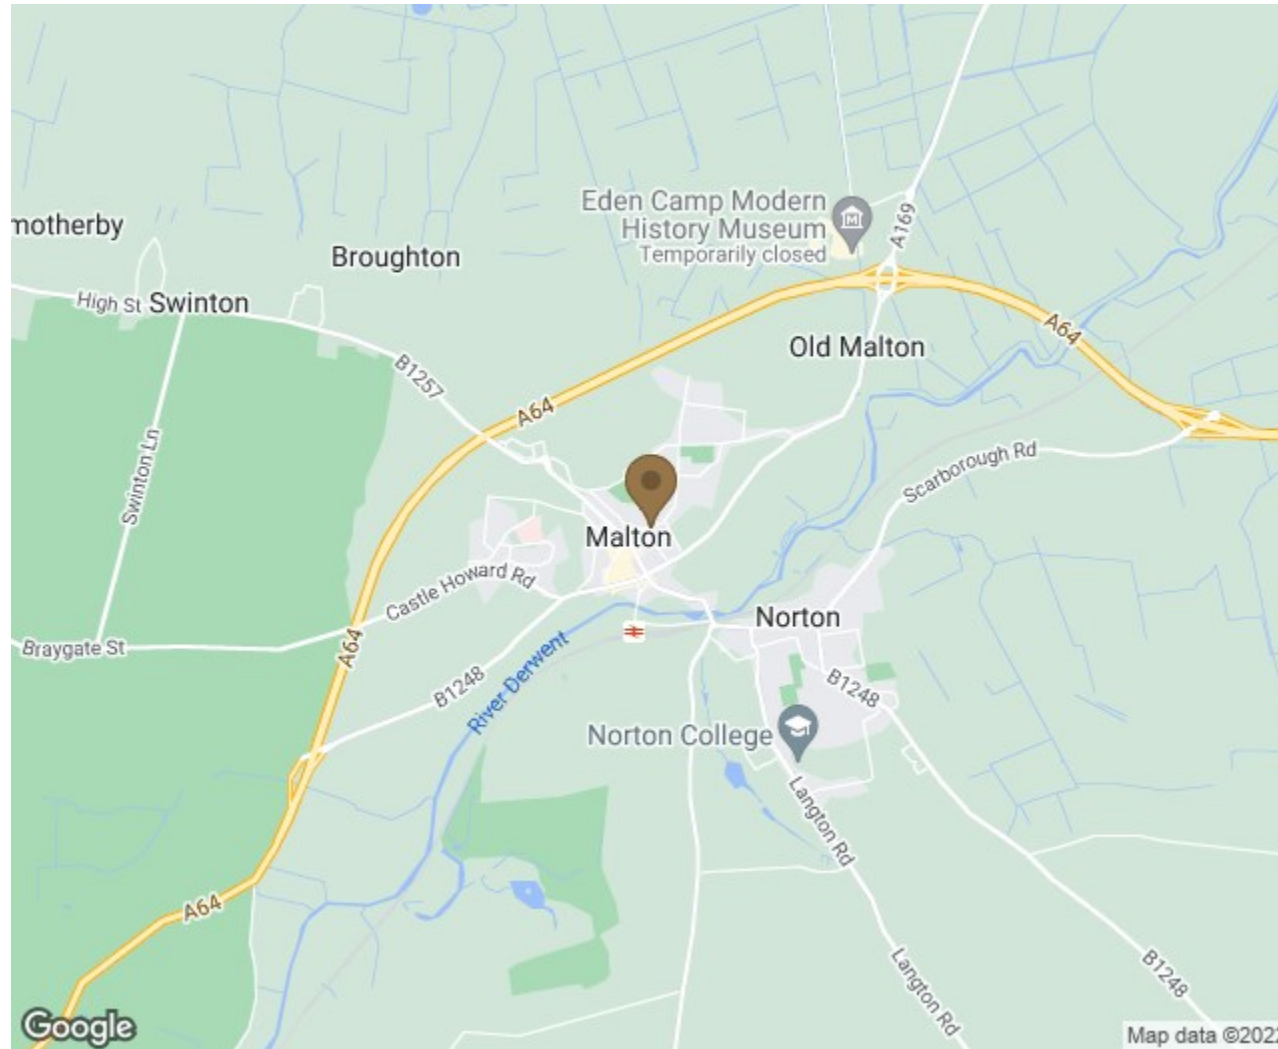 Eden Camp Modern
History Museum
Temporarily closed
A169
motherby
Broughton
High St
Swinton
A64
Old Malton
B1257
A64
Swinton Ln
Scarborough Rd
Malton
Castle Howard Rd
Norton
A64
Braygate St
River Derwent
B1248
B1248
Norton College
Langton Rd
A64
Langton Rd
B1248
Google
Map data ©2022